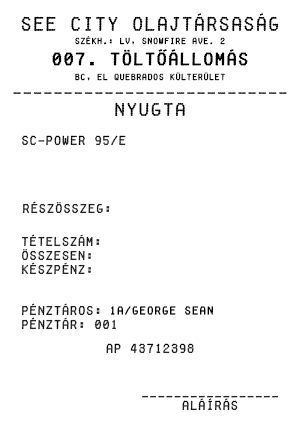 SEE CITY OLAJTÁRSASÁG
SZÉKH.: LV, SNOWFIRE AVE. 2
007. TÖLTŐÁLLOMÁS
BC, EL QUEBRADOS KÜLTERÜLET
NYUGTA
SC-POWER 95/E
RÉSZÖSSZEG:
TÉTELSZÁM:
ÖSSZESEN:
KÉSZPÉNZ:
PÉNZTÁROS: 1A/GEORGE SEAN
PÉNZTÁR: 001
AP 43712398
ALÁÍRÁS